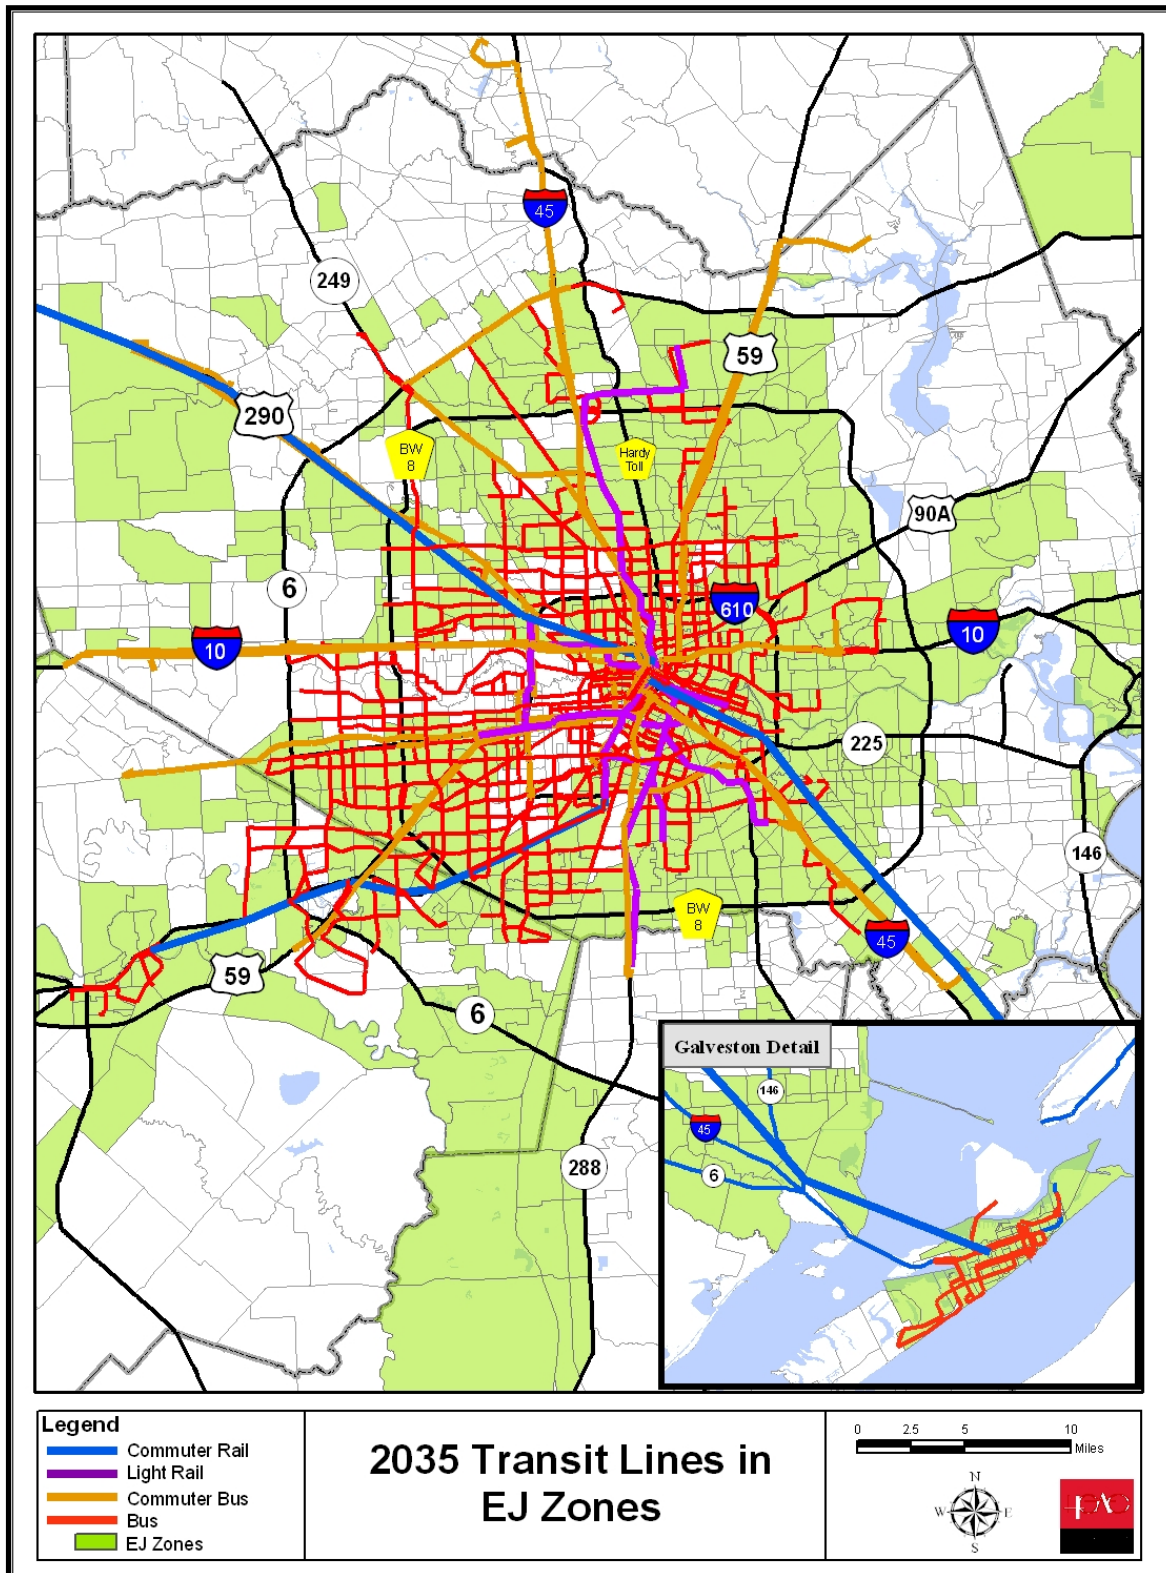 45
249
59
290
BW
8
Hardy
Toll
90A
6
610
10
10
225
146
BW
8
45
59
6
288
Galveston Detail
146
45
6
Legend
Commuter Rail
Light Rail
Commuter Bus
Bus
EJ Zones
2035 Transit Lines in
EJ Zones
0 2.5 5 10
Miles
N
W E
S